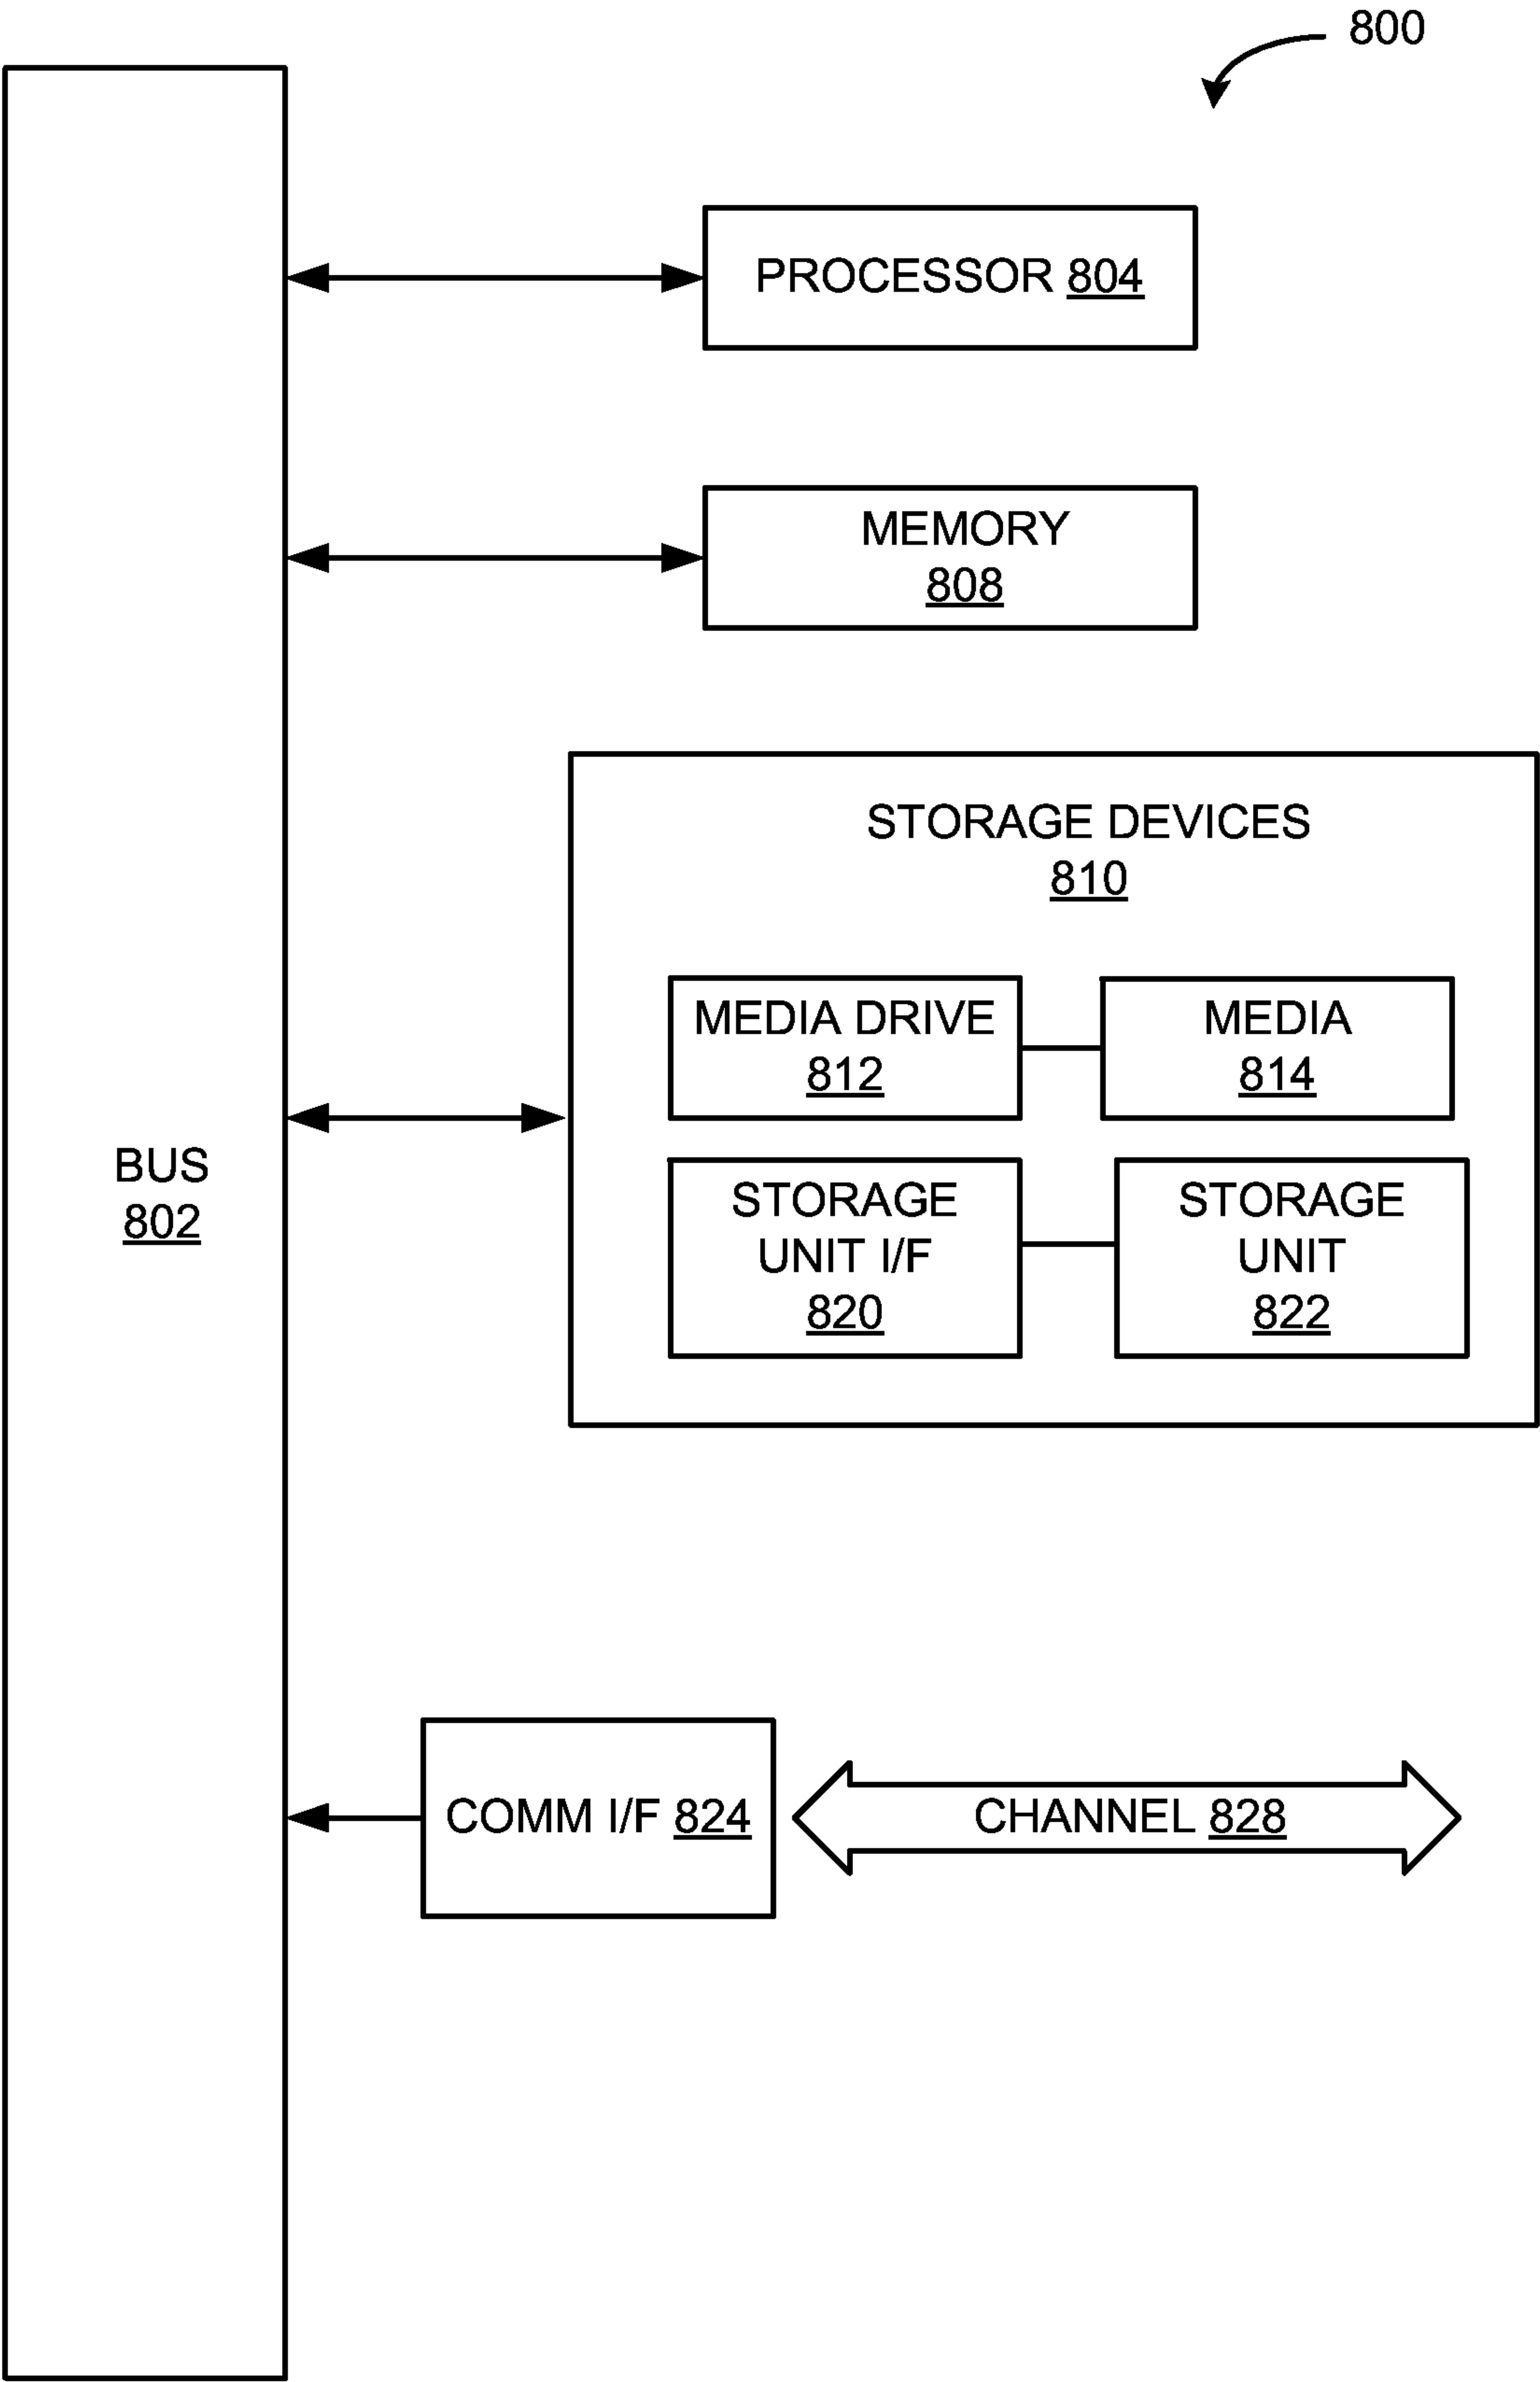 800
PROCESSOR 804
MEMORY
808
STORAGE DEVICES
810
MEDIA DRIVE
812
MEDIA
814
BUS
802
STORAGE
UNIT I/F
820
STORAGE
UNIT
822
COMM I/F 824
CHANNEL 828